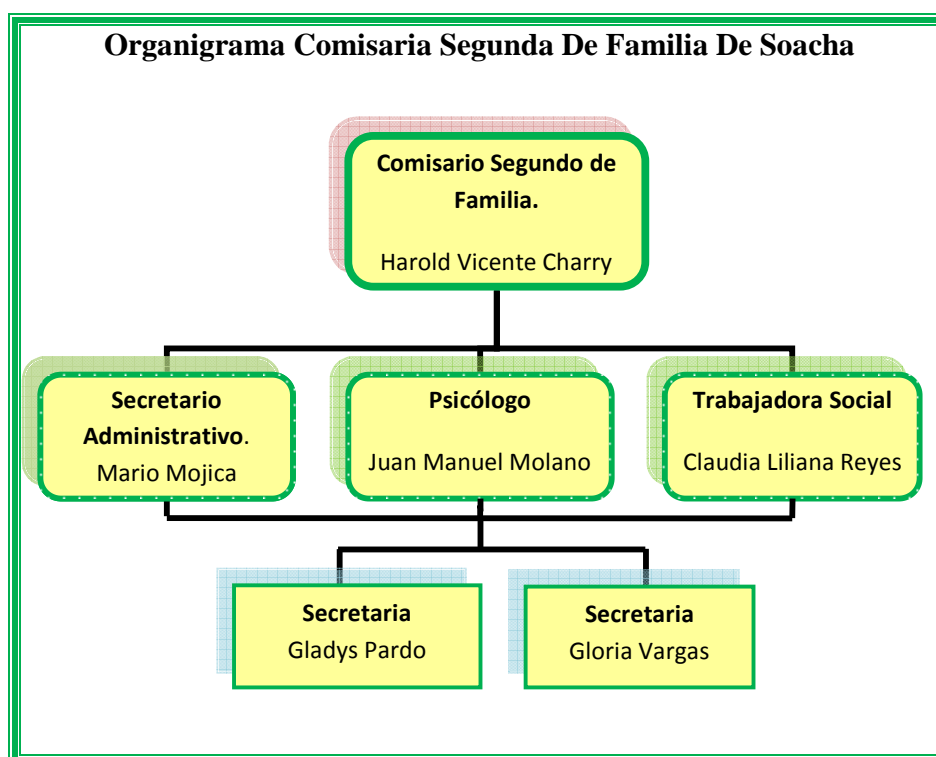 Organigrama Comisaria Segunda De Familia De Soacha
Comisario Segundo de
Familia.
Harold Vicente Charry
Secretario
Administrativo.
Mario Mojica
Psicólogo
Juan Manuel Molano
Trabajadora Social
Claudia Liliana Reyes
Secretaria
Gladys Pardo
Secretaria
Gloria Vargas